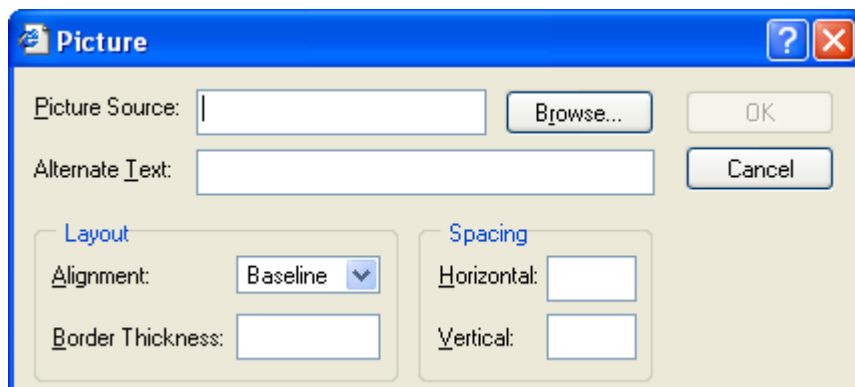 Picture
Picture Source: Browse... OK
Alternate Text: Cancel
Layout Spacing
Alignment: Baseline Horizontal:
Border Thickness: Vertical: